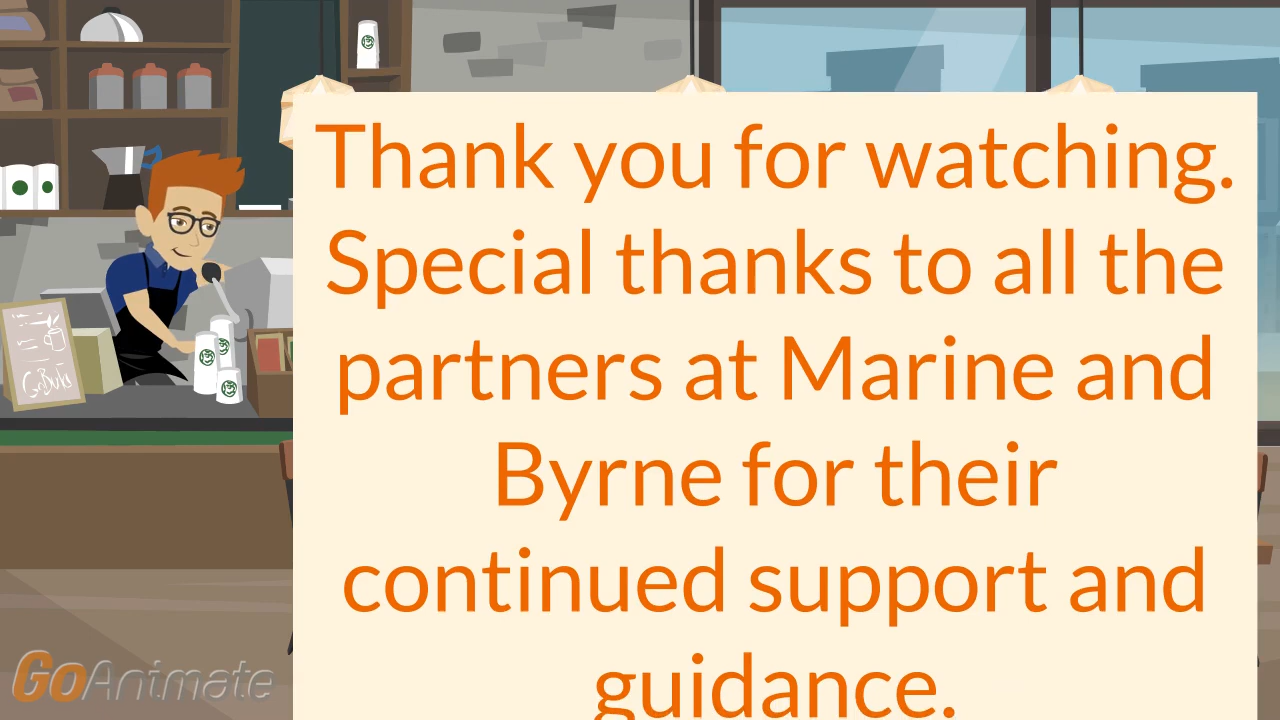 Thank you for watching.
Special thanks to all the
partners at Marine and
Byrne for their
continued support and
guidance.
GoAnimate